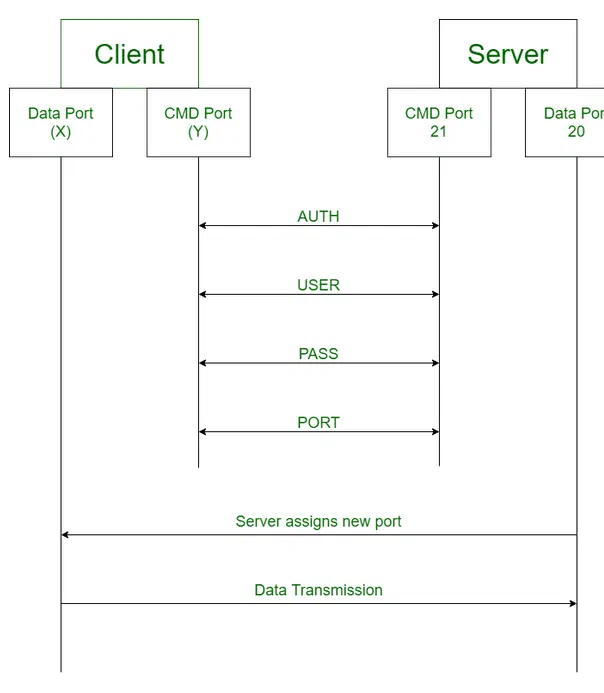 Client
Server
Data Port
(X)
CMD Port
(Y)
CMD Port
21
Data
20
AUTH
USER
PASS
PORT
Server assigns new port
Data Transmission